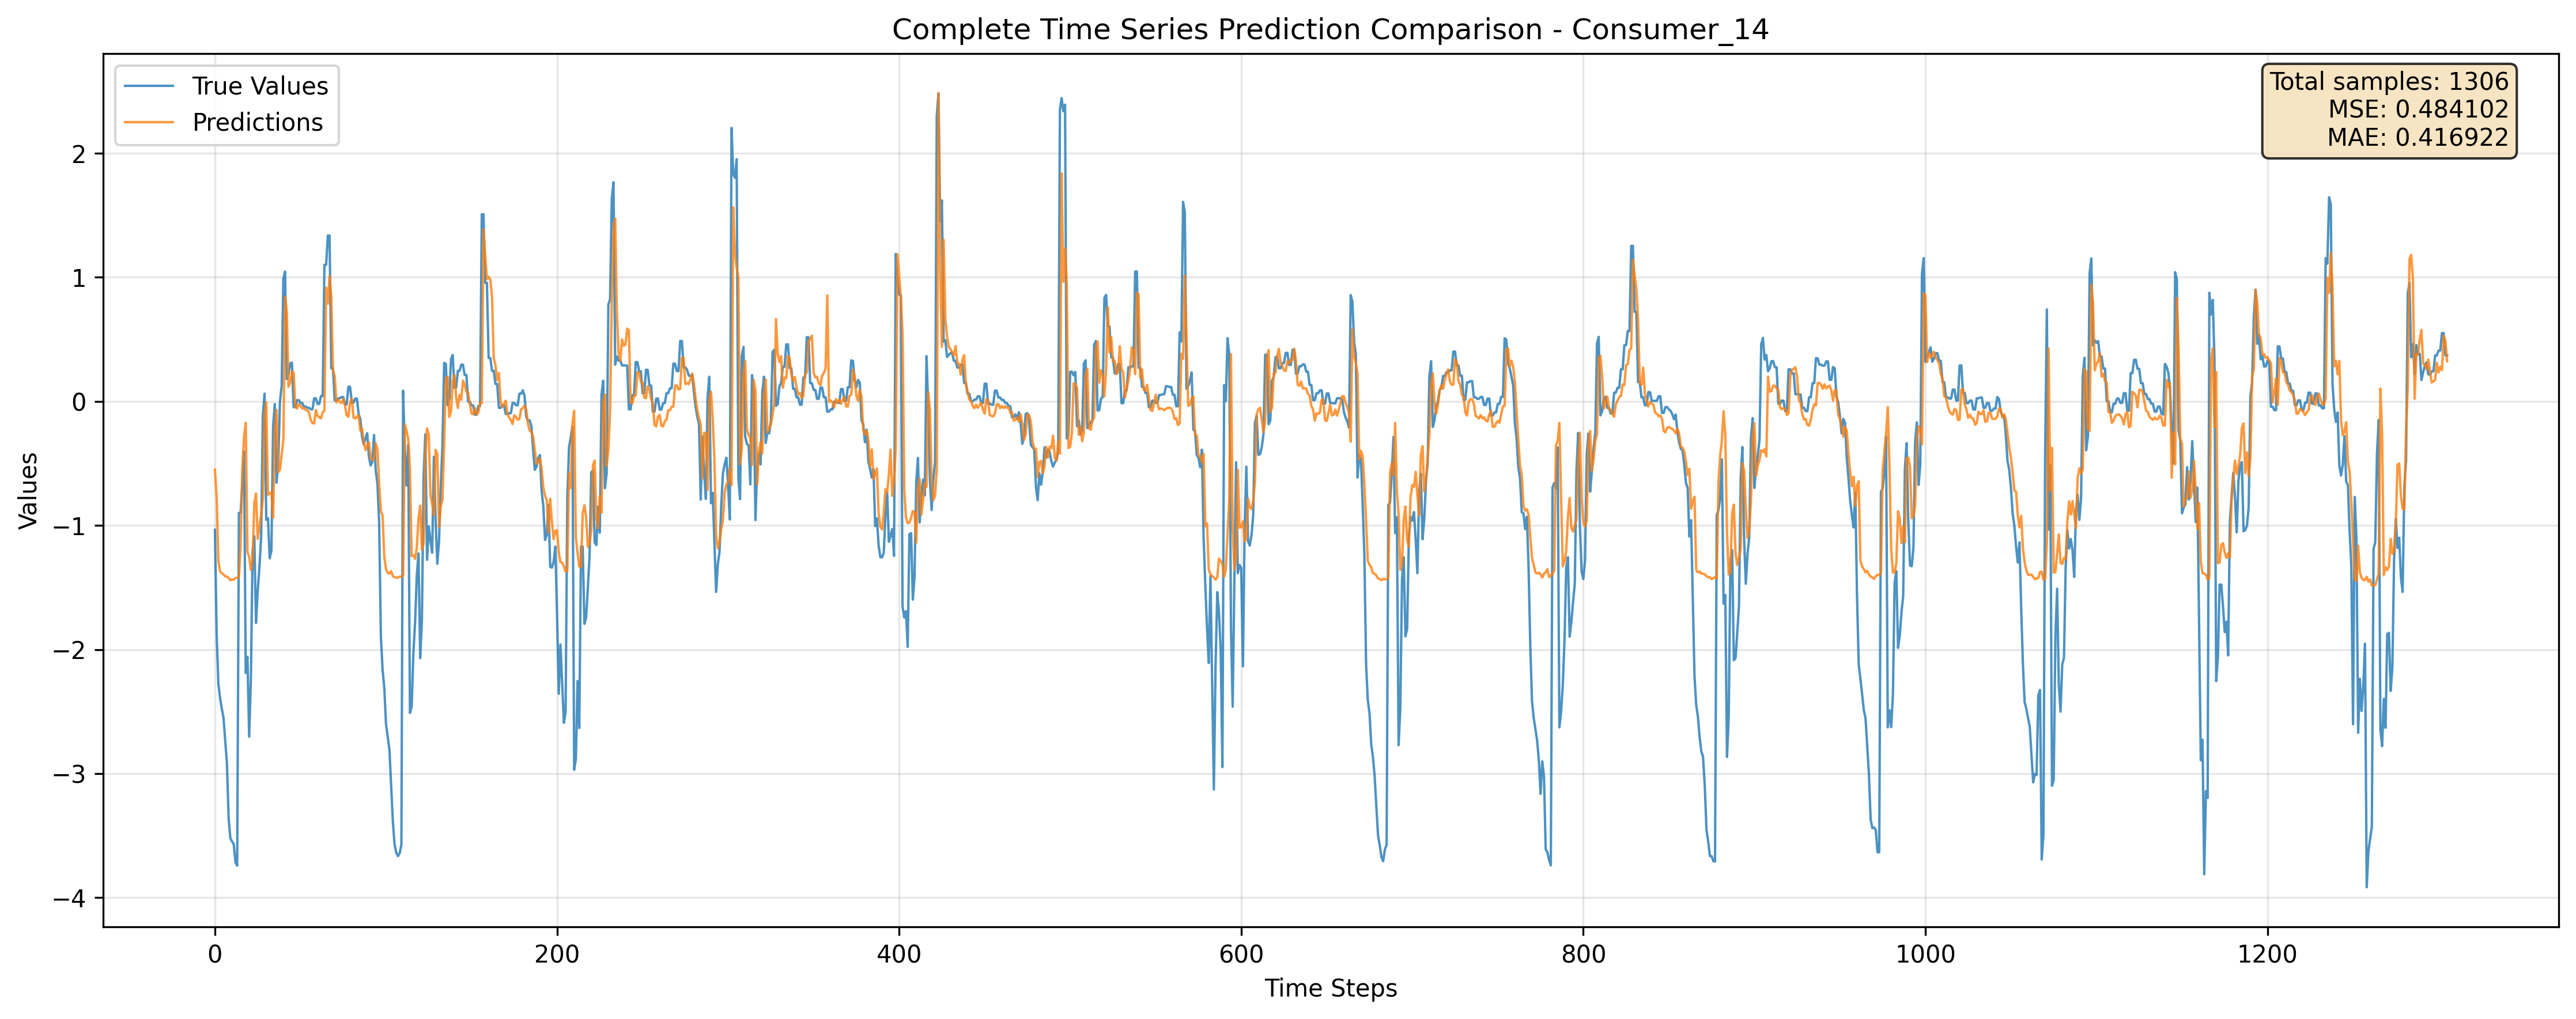 Complete Time Series Prediction Comparison - Consumer_14
True Values
Predictions
Total samples: 1306
MSE: 0.484102
MAE: 0.416922
Values
2
1
0
−1
−2
−3
−4
0 200 400 600 800 1000 1200
Time Steps